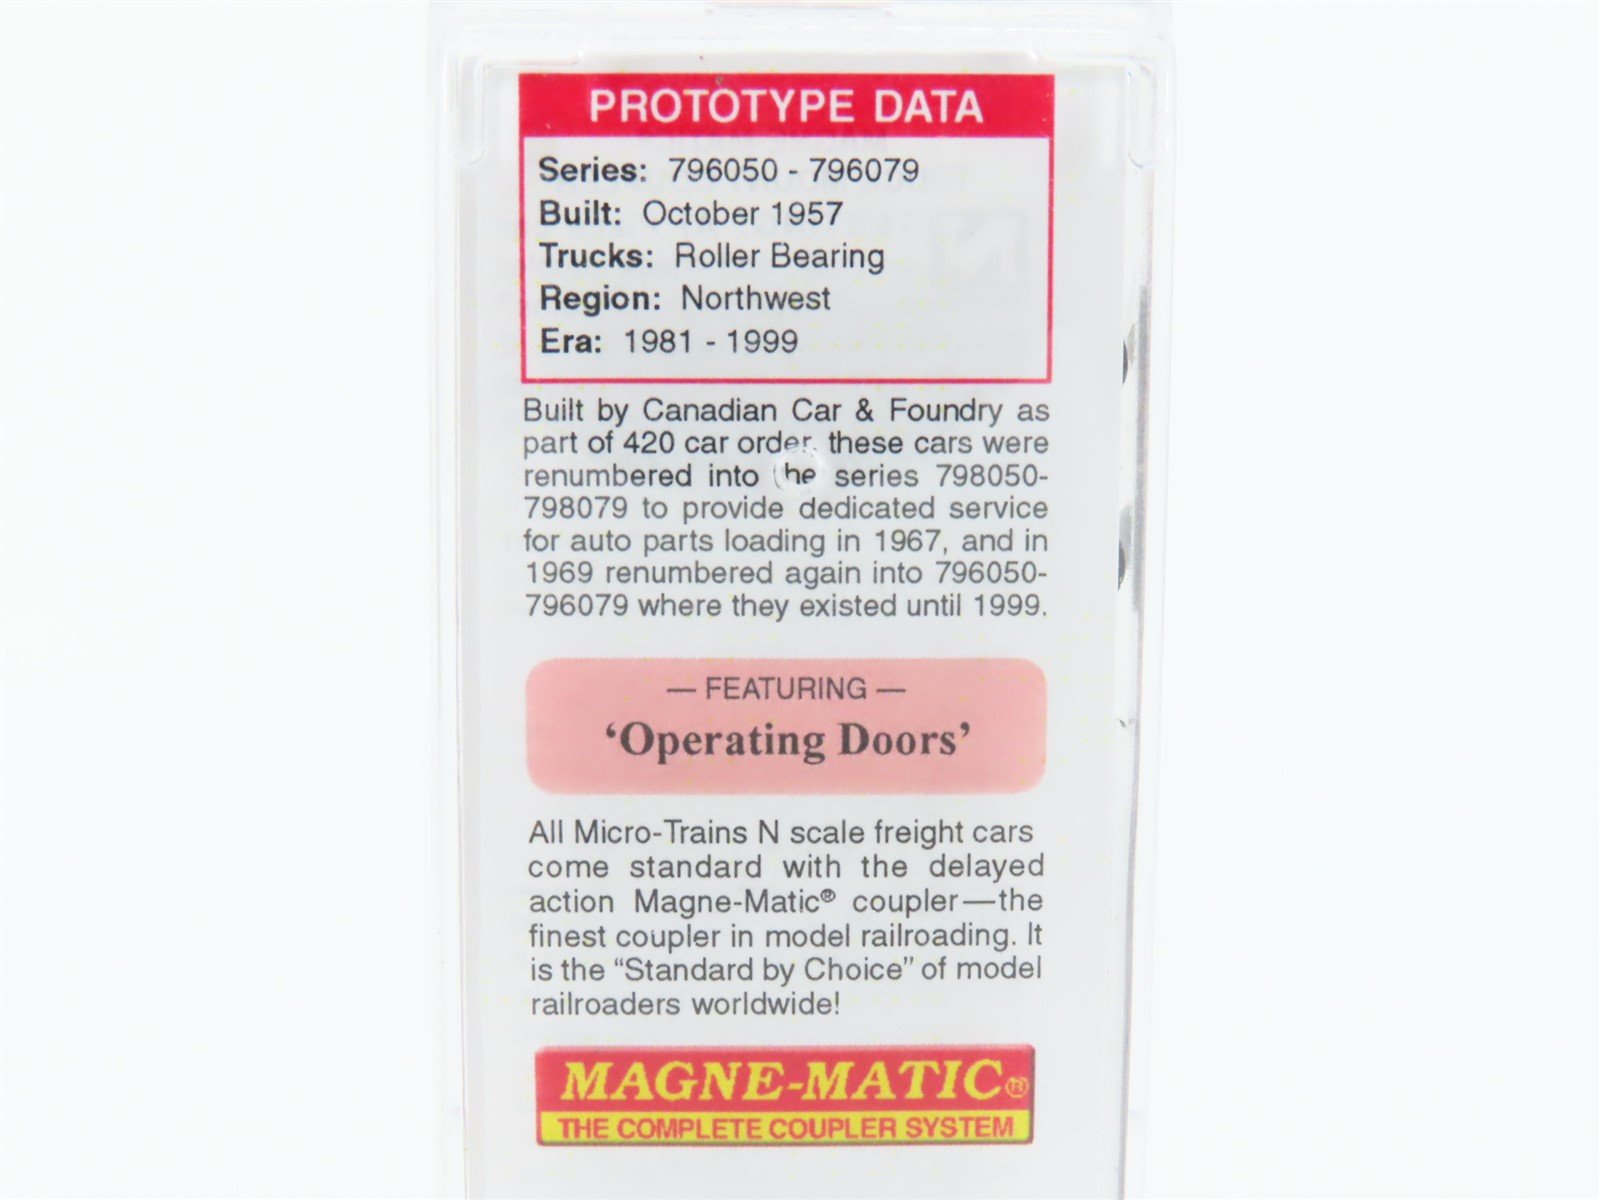 PROTOTYPE DATA
Series: 796050 - 796079
Built: October 1957
Trucks: Roller Bearing
Region: Northwest
Era: 1981 - 1999
Built by Canadian Car & Foundry as
part of 420 car order, these cars were
renumbered into the series 798050-
798079 to provide dedicated service
for auto parts loading in 1967, and in
1969 renumbered again into 796050-
796079 where they existed until 1999.
— FEATURING —
‘Operating Doors’
All Micro-Trains N scale freight cars
come standard with the delayed
action Magne-Matic® coupler—the
finest coupler in model railroading. It
is the “Standard by Choice” of model
railroaders worldwide!
MAGNE-MATIC®
THE COMPLETE COUPLER SYSTEM